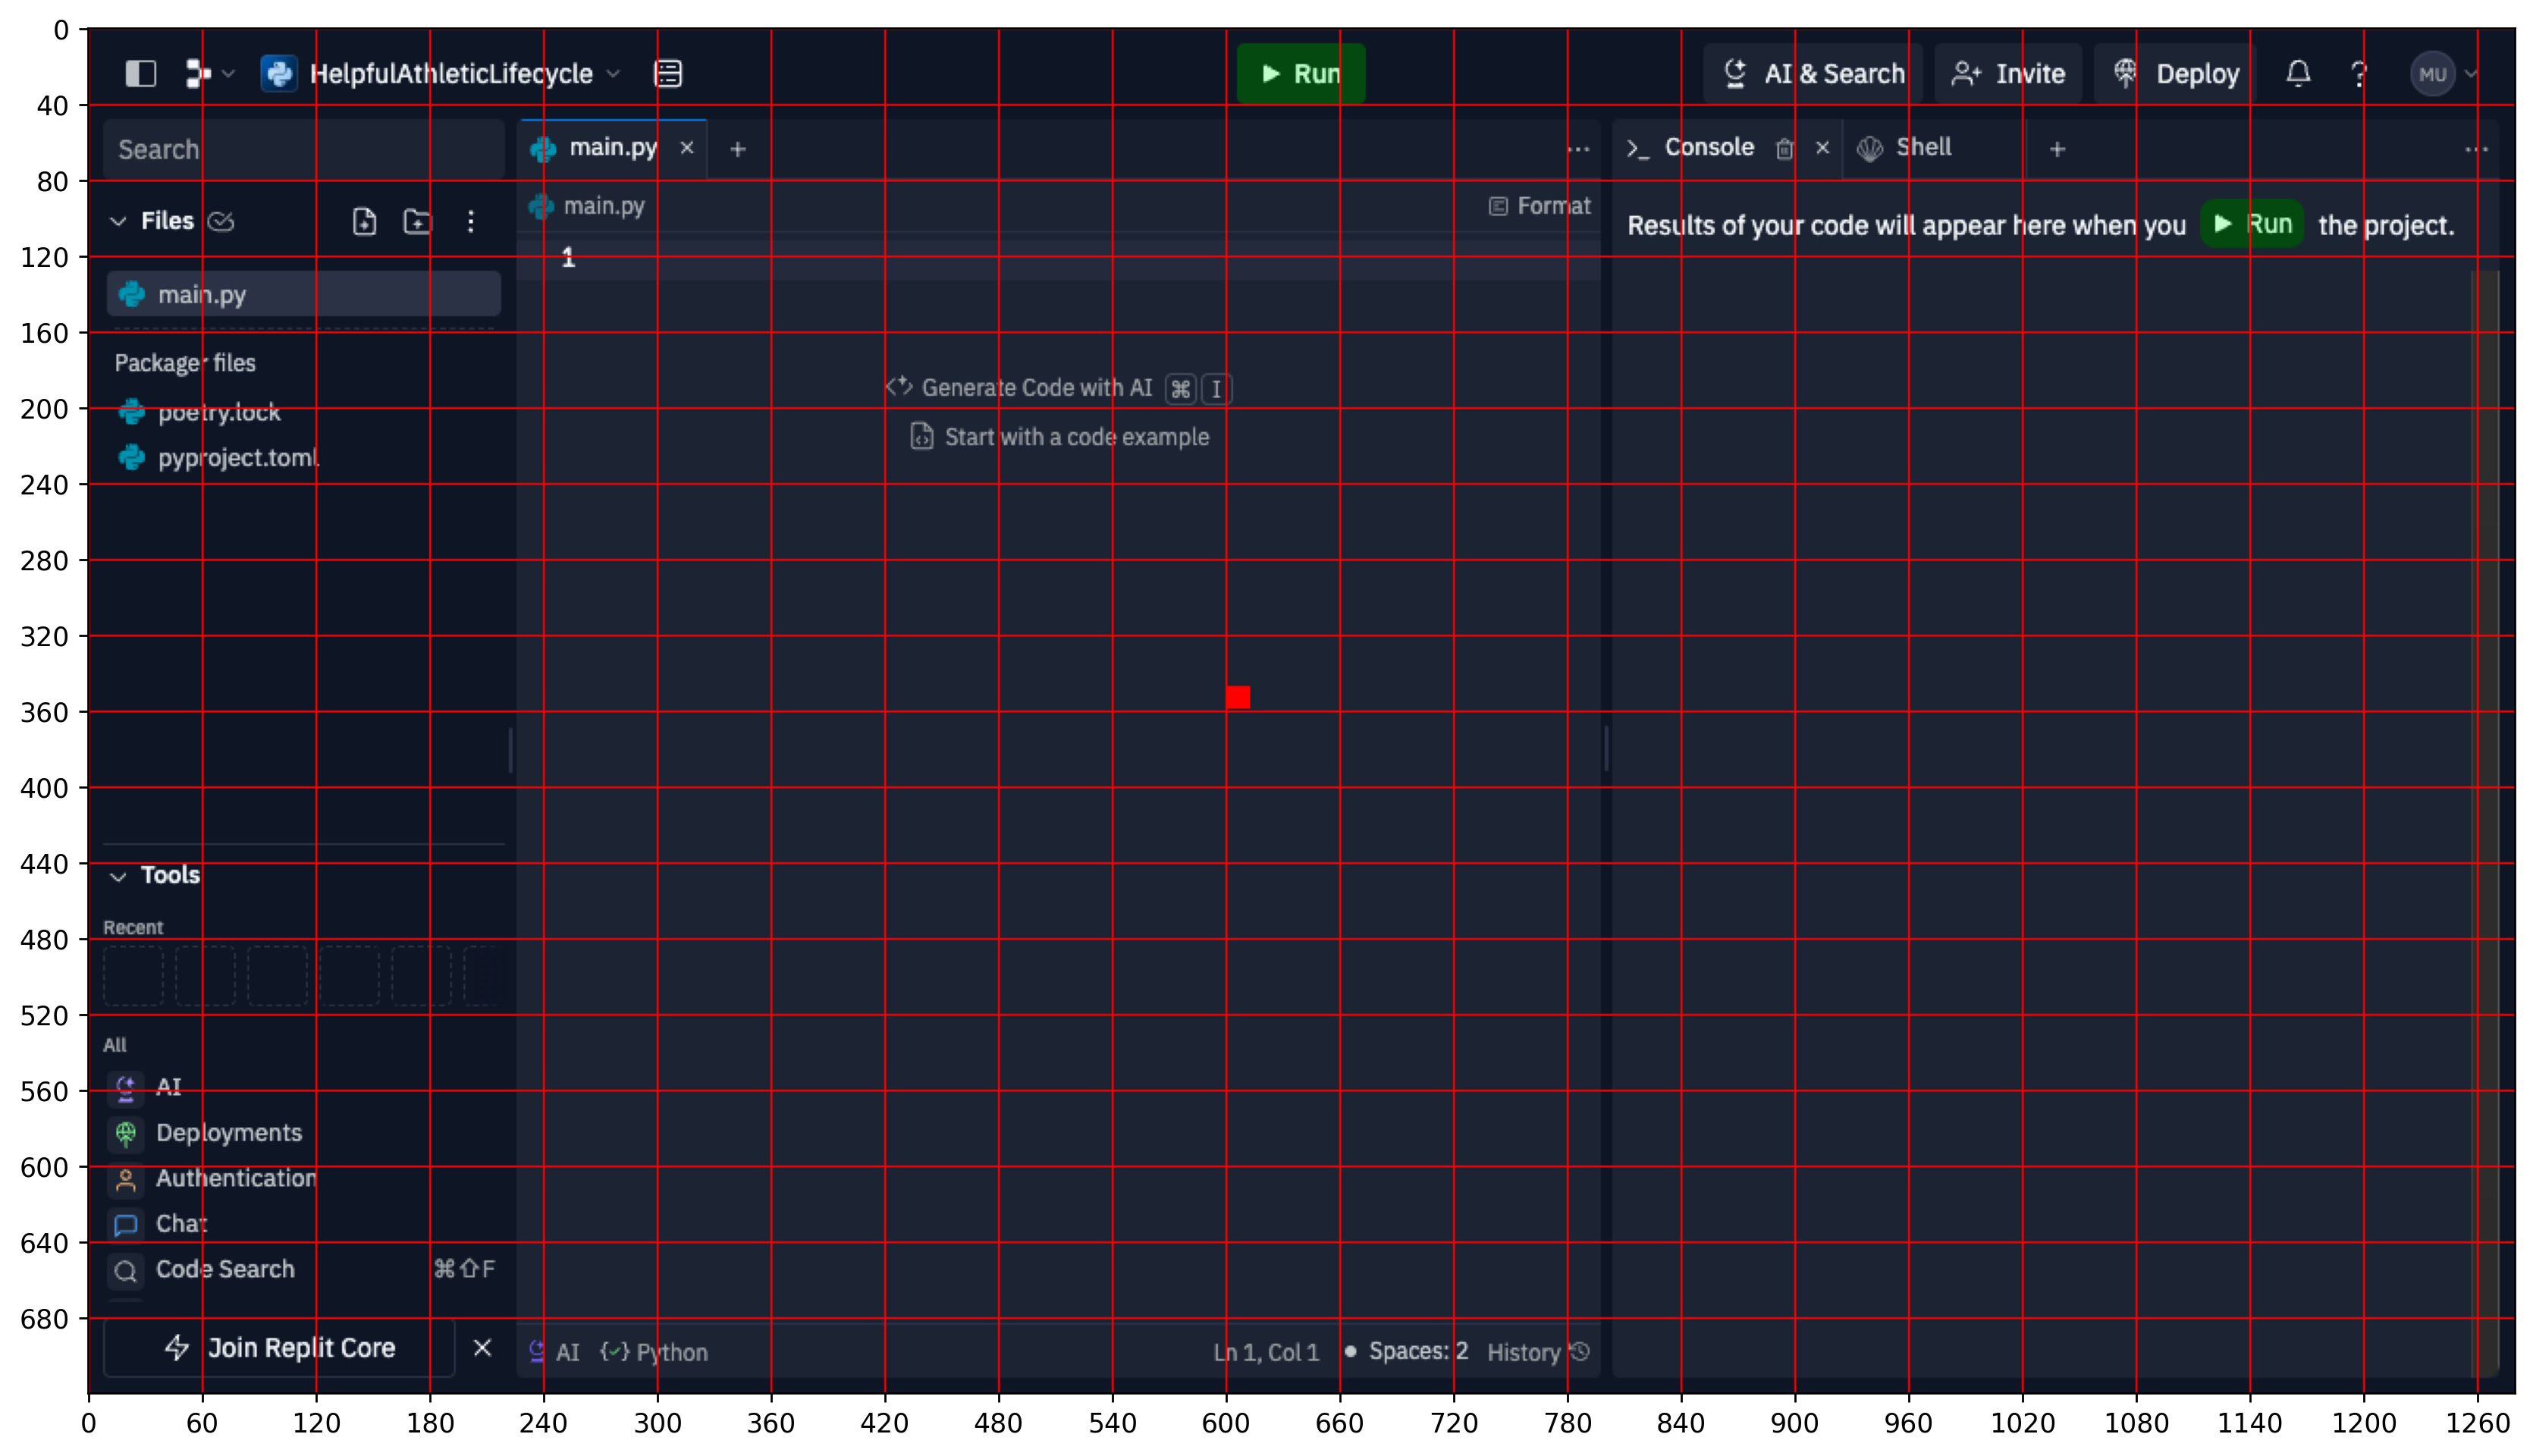 HelpfulAthleticLifecycle
Run
AI & Search
Invite
Deploy
?
MU
Search
main.py
Console
Shell
Files
main.py
Format
Results of your code will appear here when you Run the project.
1
main.py
Packager files
poetry.lock
pyproject.toml
Generate Code with AI ⌘ I
Start with a code example
Tools
Recent
All
AI
Deployments
Authentication
Chat
Code Search ⌘⇧F
Join Replit Core
AI
Python
Ln 1, Col 1
Spaces: 2
History
0
40
80
120
160
200
240
280
320
360
400
440
480
520
560
600
640
680
0 60 120 180 240 300 360 420 480 540 600 660 720 780 840 900 960 1020 1080 1140 1200 1260